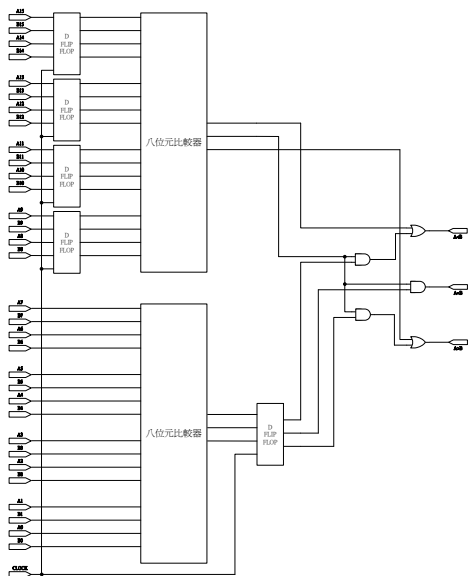 A15
B15
A14
B14
D
FLIP
FLOP
A13
B13
A12
B12
D
FLIP
FLOP
八位元比較器
A11
B11
A10
B10
D
FLIP
FLOP
A9
B9
A8
B8
D
FLIP
FLOP
A7
B7
A6
B6
A5
B5
A4
B4
八位元比較器
D
FLIP
FLOP
A3
A2
A1
B1
A0
B0
CLOCK
A=B